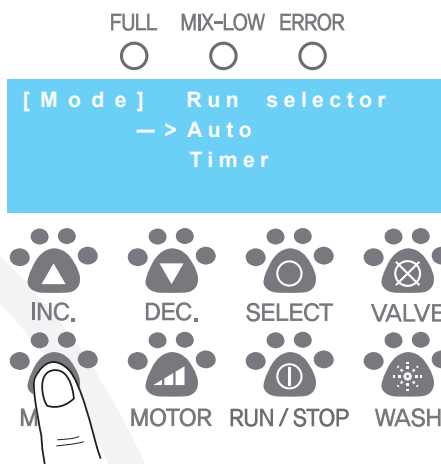 FULL MIX-LOW ERROR
[Mode] Run selector
—> Auto
Timer
INC. DEC. SELECT VALVE
MOTOR RUN / STOP WASH